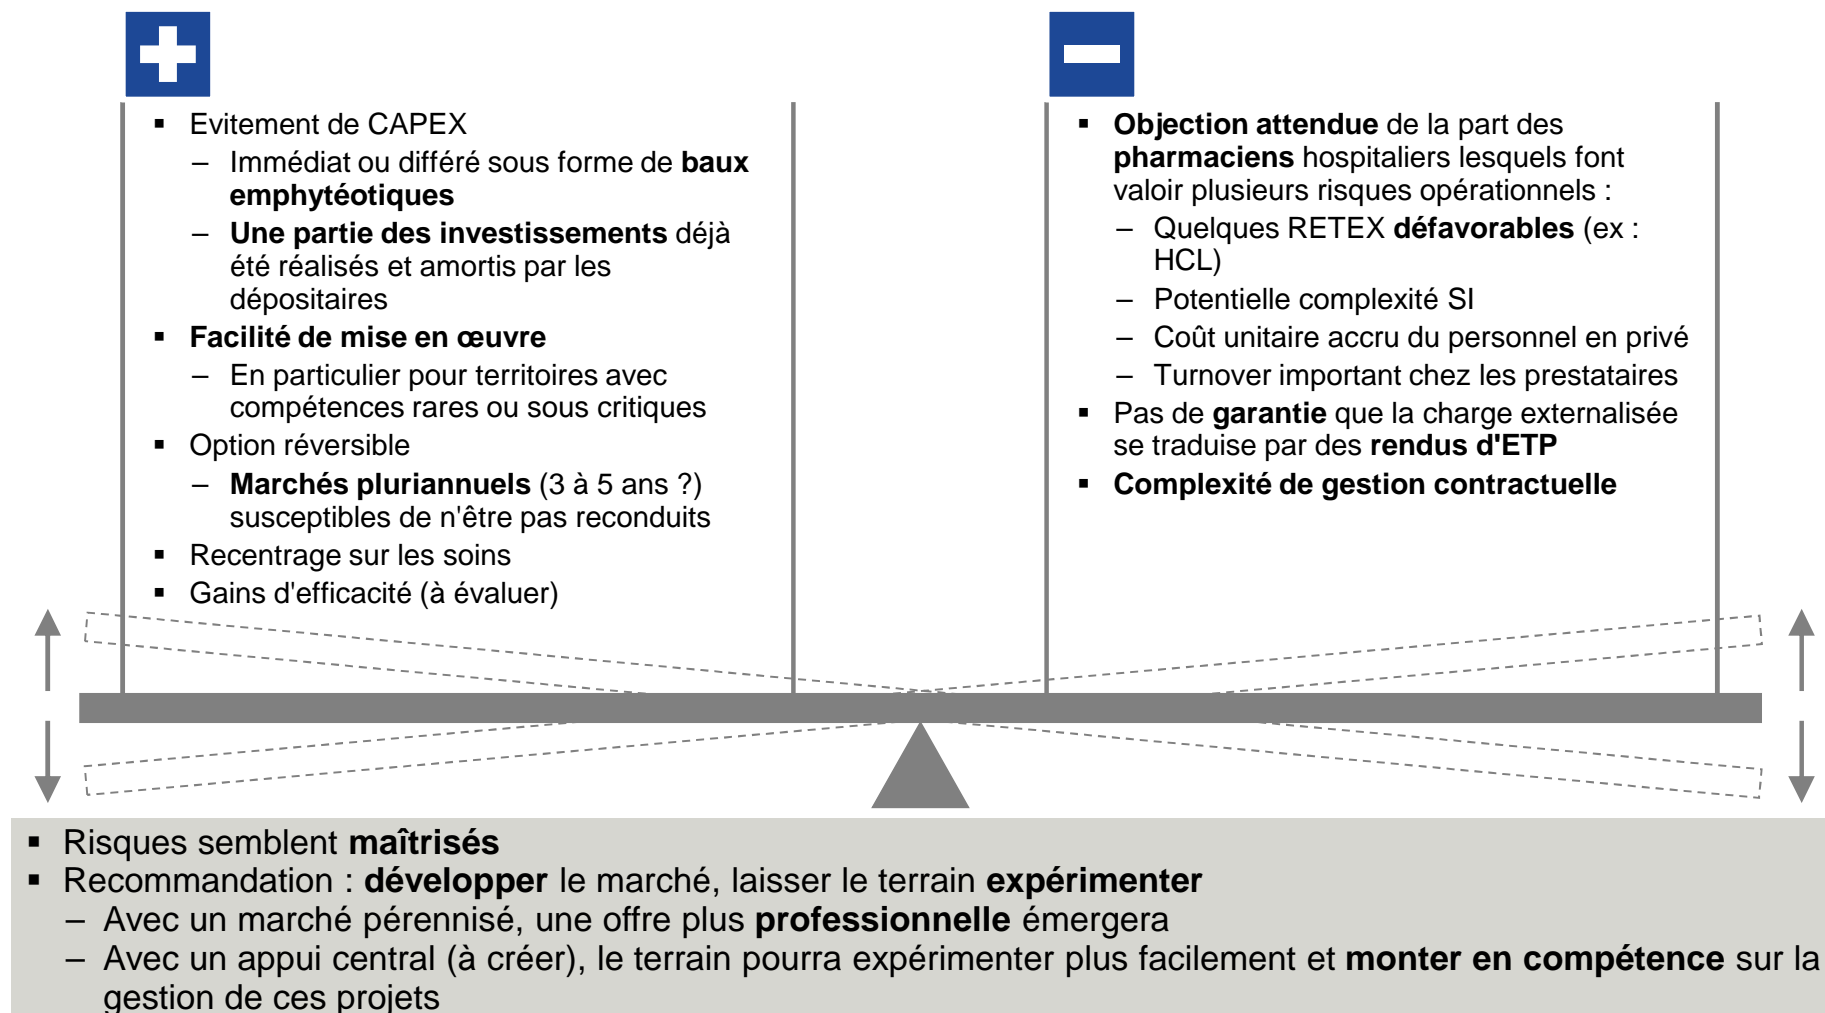 ▪ Evitement de CAPEX
– Immédiat ou différé sous forme de baux
emphytéotiques
– Une partie des investissements déjà
été réalisés et amortis par les
dépositaires
▪ Facilité de mise en œuvre
– En particulier pour territoires avec
compétences rares ou sous critiques
▪ Option réversible
– Marchés pluriannuels (3 à 5 ans ?)
susceptibles de n'être pas reconduits
▪ Recentrage sur les soins
▪ Gains d'efficacité (à évaluer)
▪ Objection attendue de la part des
pharmaciens hospitaliers lesquels font
valoir plusieurs risques opérationnels :
– Quelques RETEX défavorables (ex :
HCL)
– Potentielle complexité SI
– Coût unitaire accru du personnel en privé
– Turnover important chez les prestataires
▪ Pas de garantie que la charge externalisée
se traduise par des rendus d'ETP
▪ Complexité de gestion contractuelle
▪ Risques semblent maîtrisés
▪ Recommandation : développer le marché, laisser le terrain expérimenter
– Avec un marché pérennisé, une offre plus professionnelle émergera
– Avec un appui central (à créer), le terrain pourra expérimenter plus facilement et monter en compétence sur la
gestion de ces projets